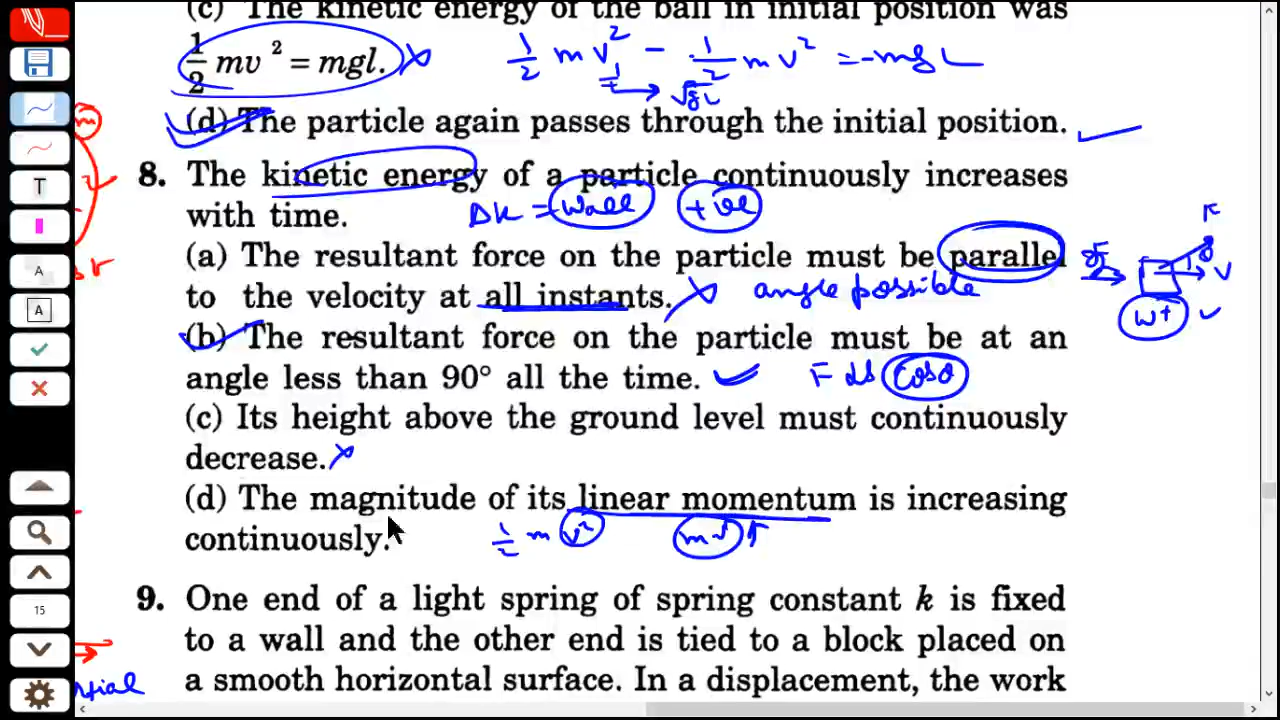 (c) The kinetic energy of the ball in initial position was
1/2 mv² = mgl. 1/2 mv² - 1/2 mv² = -mgL
√gL
(d) The particle again passes through the initial position.
8. The kinetic energy of a particle continuously increases
with time. ΔK = Wall +ve
(a) The resultant force on the particle must be parallel
to the velocity at all instants. angle possible
F
V
W+
(b) The resultant force on the particle must be at an
angle less than 90° all the time. F ds cosθ
(c) Its height above the ground level must continuously
decrease.
(d) The magnitude of its linear momentum is increasing
continuously. 1/2 m v² mv ↑
9. One end of a light spring of spring constant k is fixed
to a wall and the other end is tied to a block placed on
a smooth horizontal surface. In a displacement, the work
T
A
A
15